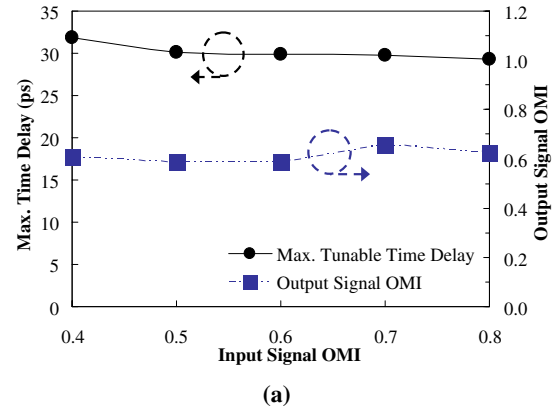 35
30
25
20
15
10
5
0
Max. Time Delay (ps)
1.2
1.0
0.8
0.6
0.4
0.2
0.0
Output Signal OMI
Max. Tunable Time Delay
Output Signal OMI
0.4 0.5 0.6 0.7 0.8
Input Signal OMI
(a)